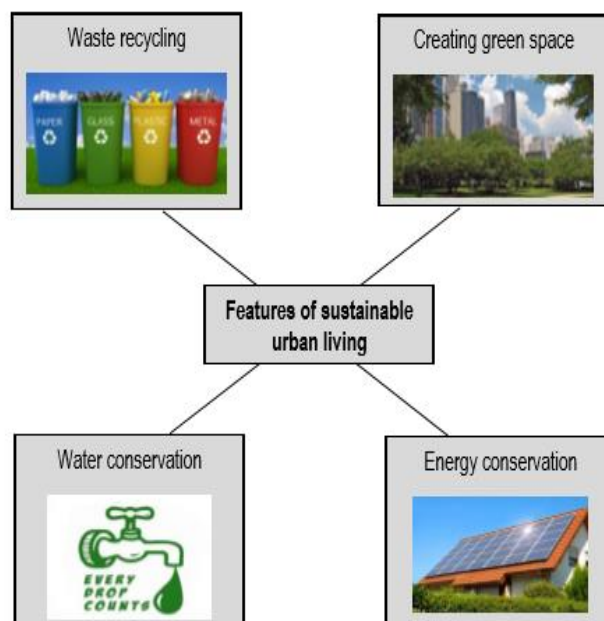 Waste recycling
PAPER
GLASS
PLASTIC
METAL
Creating green space
Features of sustainable
urban living
Water conservation
EVERY
DROP
COUNTS
Energy conservation